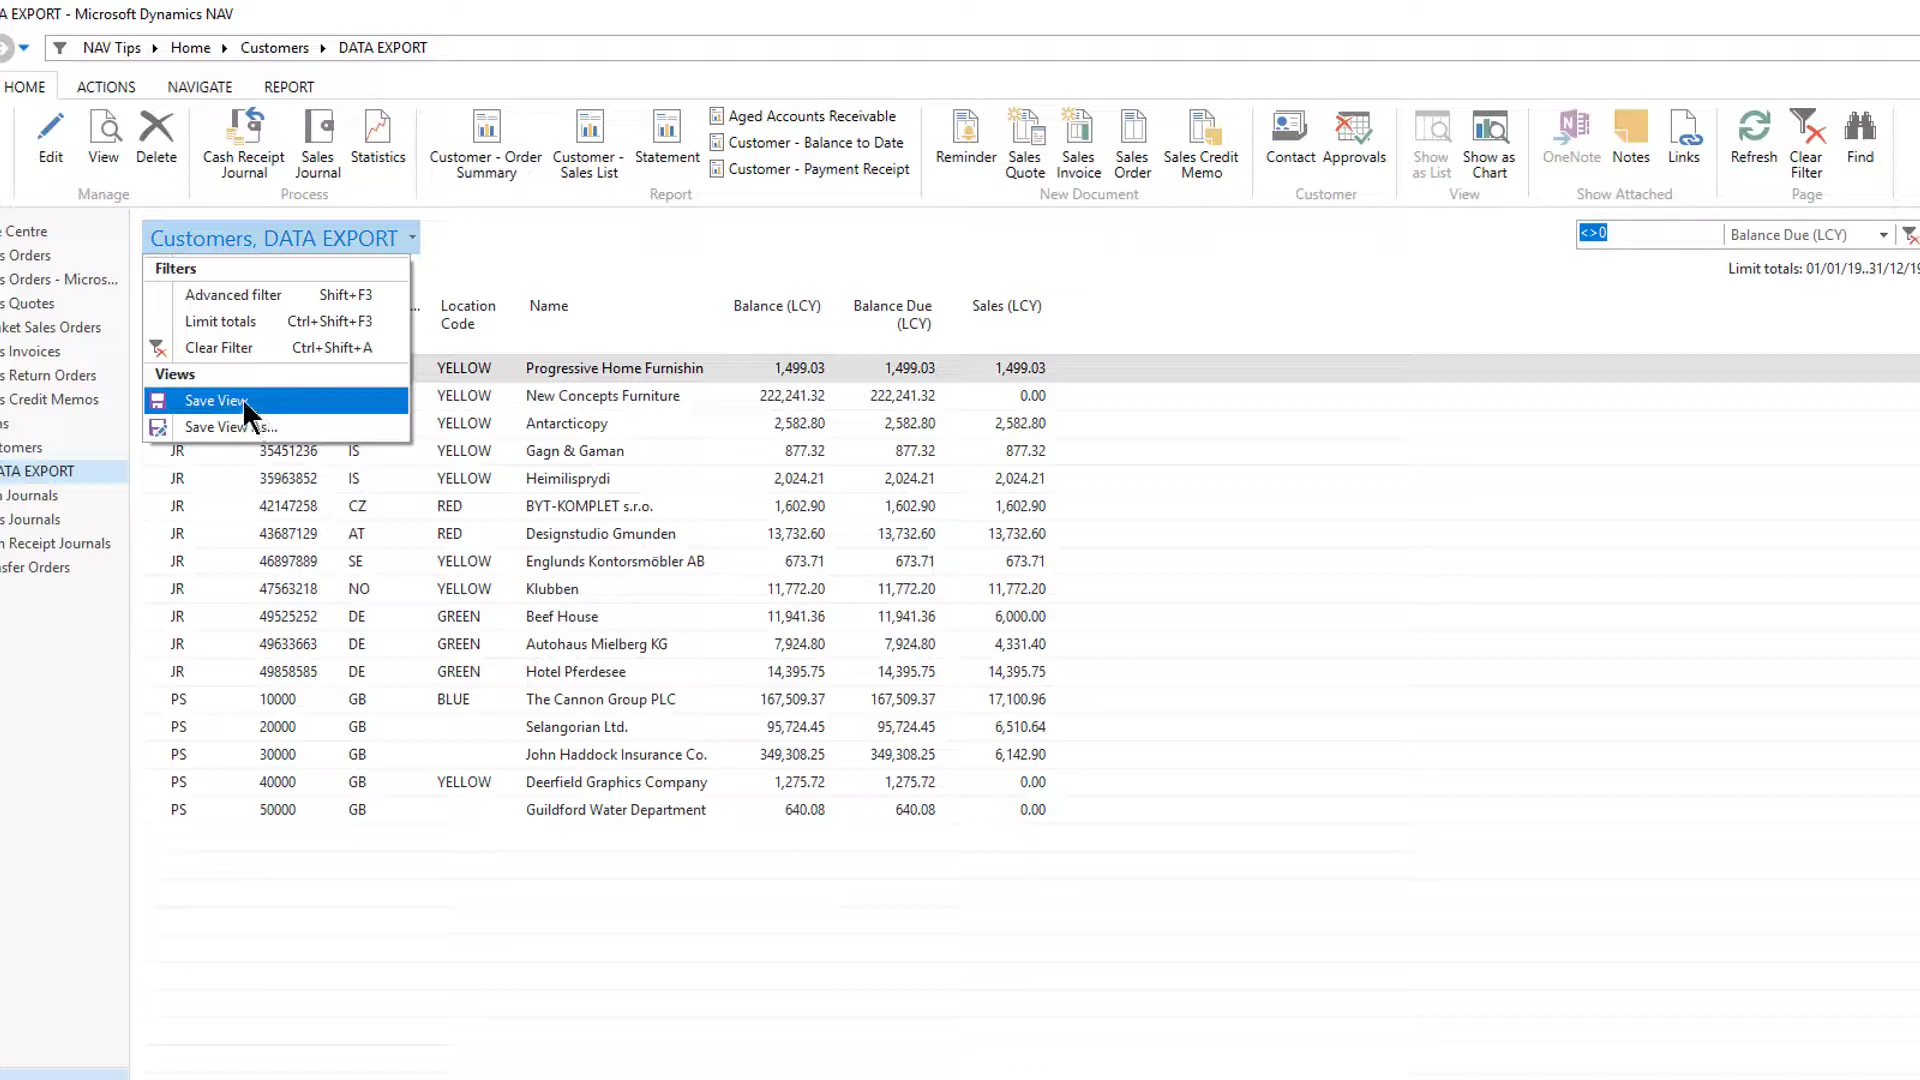 A EXPORT - Microsoft Dynamics NAV
NAV Tips Home Customers DATA EXPORT
HOME ACTIONS NAVIGATE REPORT
Edit View Delete
Manage
Cash Receipt Journal Sales Journal Statistics
Process
Customer - Order Summary Customer - Sales List Statement
Aged Accounts Receivable
Customer - Balance to Date
Customer - Payment Receipt
Report
Reminder Sales Quote Sales Invoice Sales Order Sales Credit Memo
New Document
Contact Approvals
Customer
Show as List Show as Chart
View
OneNote Notes Links
Show Attached
Refresh Clear Filter Find
Page
Centre
s Orders
s Orders - Micros...
s Quotes
ket Sales Orders
s Invoices
s Return Orders
s Credit Memos
s
tomers
ATA EXPORT
Journals
s Journals
Receipt Journals
sfer Orders
Customers, DATA EXPORT
<>0 Balance Due (LCY)
Limit totals: 01/01/19..31/12/19
Filters
Advanced filter Shift+F3
Limit totals Ctrl+Shift+F3
Clear Filter Ctrl+Shift+A
Views
Save View
Save View As...
... Location Code Name Balance (LCY) Balance Due (LCY) Sales (LCY)
YELLOW Progressive Home Furnishin 1,499.03 1,499.03 1,499.03
YELLOW New Concepts Furniture 222,241.32 222,241.32 0.00
YELLOW Antarcticopy 2,582.80 2,582.80 2,582.80
JR 35451236 IS YELLOW Gagn & Gaman 877.32 877.32 877.32
JR 35963852 IS YELLOW Heimilisprydi 2,024.21 2,024.21 2,024.21
JR 42147258 CZ RED BYT-KOMPLET s.r.o. 1,602.90 1,602.90 1,602.90
JR 43687129 AT RED Designstudio Gmunden 13,732.60 13,732.60 13,732.60
JR 46897889 SE YELLOW Englunds Kontorsmöbler AB 673.71 673.71 673.71
JR 47563218 NO YELLOW Klubben 11,772.20 11,772.20 11,772.20
JR 49525252 DE GREEN Beef House 11,941.36 11,941.36 6,000.00
JR 49633663 DE GREEN Autohaus Mielberg KG 7,924.80 7,924.80 4,331.40
JR 49858585 DE GREEN Hotel Pferdesee 14,395.75 14,395.75 14,395.75
PS 10000 GB BLUE The Cannon Group PLC 167,509.37 167,509.37 17,100.96
PS 20000 GB Selangorian Ltd. 95,724.45 95,724.45 6,510.64
PS 30000 GB John Haddock Insurance Co. 349,308.25 349,308.25 6,142.90
PS 40000 GB YELLOW Deerfield Graphics Company 1,275.72 1,275.72 0.00
PS 50000 GB Guildford Water Department 640.08 640.08 0.00